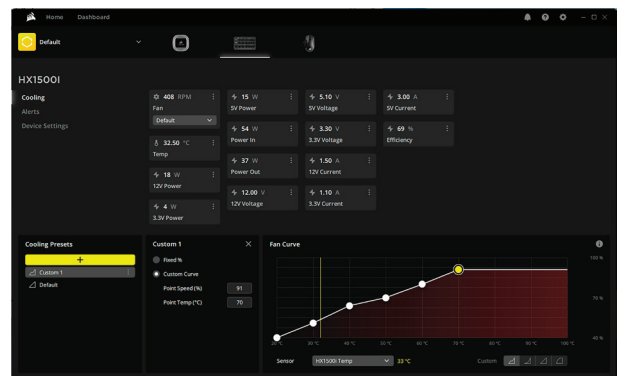 Home Dashboard
Default
HX1500I
Cooling
Alerts
Device Settings
408 RPM
Fan
Default
32.50 °C
Temp
18 W
12V Power
4 W
3.3V Power
15 W
5V Power
54 W
Power In
37 W
Power Out
12.00 V
12V Voltage
5.10 V
5V Voltage
3.30 V
3.3V Voltage
1.50 A
12V Current
1.10 A
3.3V Current
3.00 A
5V Current
69 %
Efficiency
Cooling Presets
+
Custom 1
Default
Custom 1
Fixed %
Custom Curve
Point Speed (%) 91
Point Temp (°C) 70
Fan Curve
100 %
70 %
40 %
20 °C 30 °C 40 °C 50 °C 60 °C 70 °C 80 °C 90 °C 100 °C
Sensor HX1500i Temp 33 °C Custom